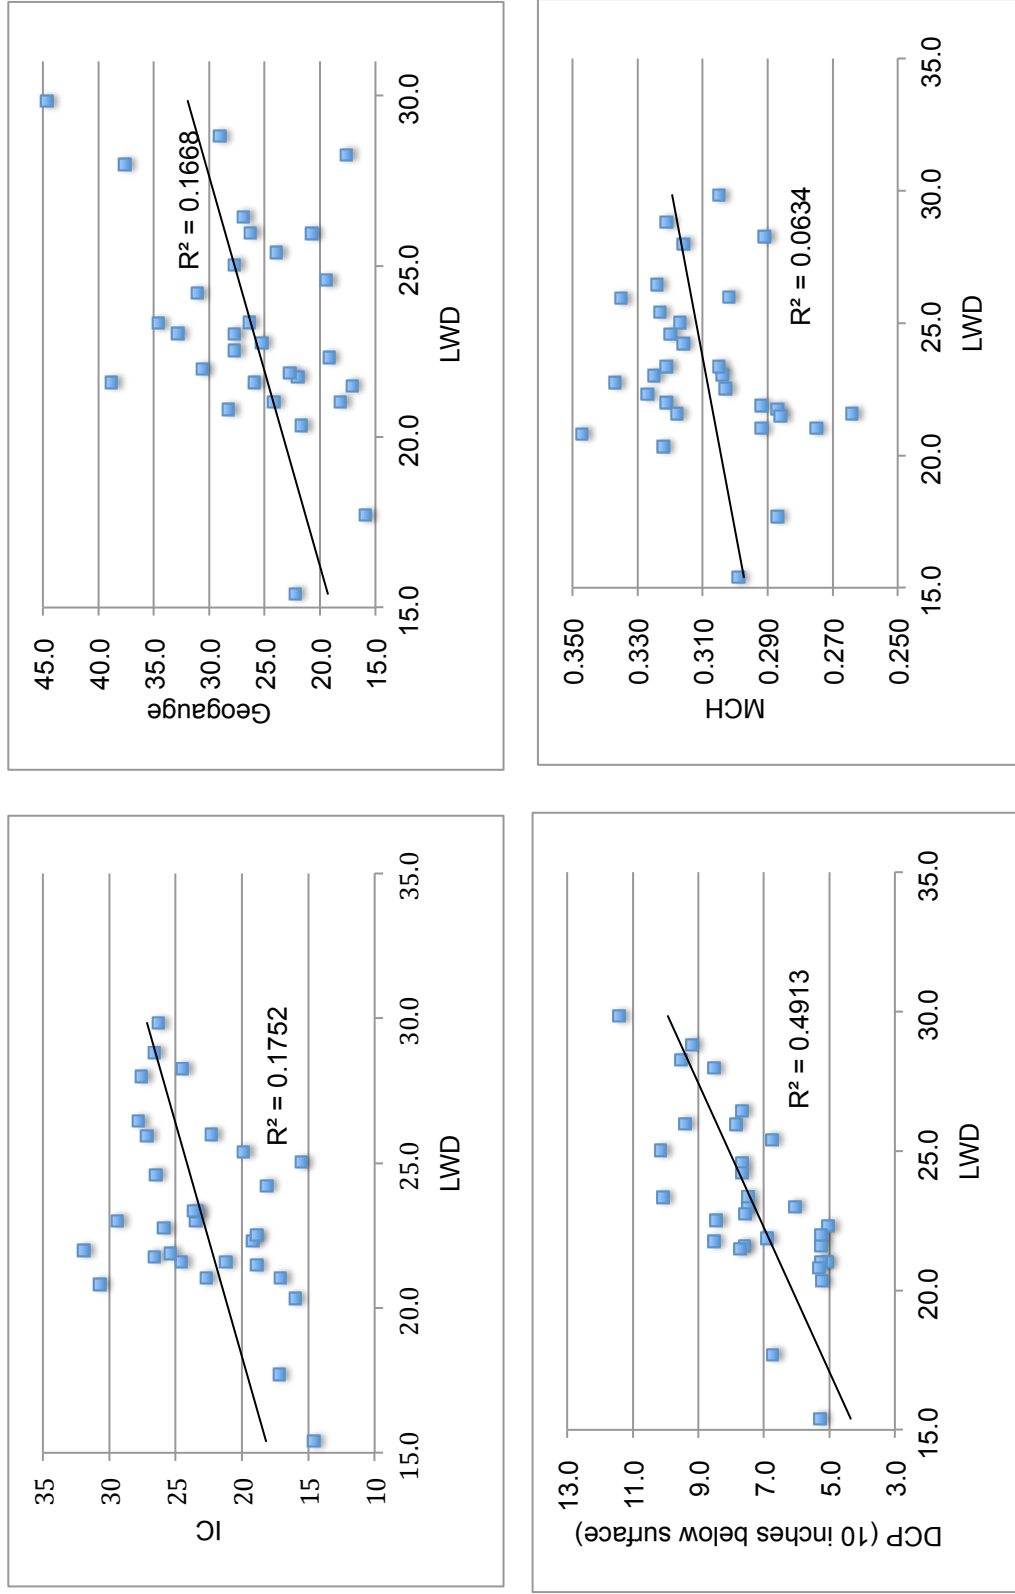 35
30
25
20
15
10
IC
R² = 0.1752
15.0 20.0 25.0 30.0 35.0
LWD
45.0
40.0
35.0
30.0
25.0
20.0
15.0
Geogauge
R² = 0.1668
15.0 20.0 25.0 30.0
LWD
13.0
11.0
9.0
7.0
5.0
3.0
DCP (10 inches below surface)
R² = 0.4913
15.0 20.0 25.0 30.0 35.0
LWD
0.350
0.330
0.310
0.290
0.270
0.250
MCH
R² = 0.0634
15.0 20.0 25.0 30.0 35.0
LWD